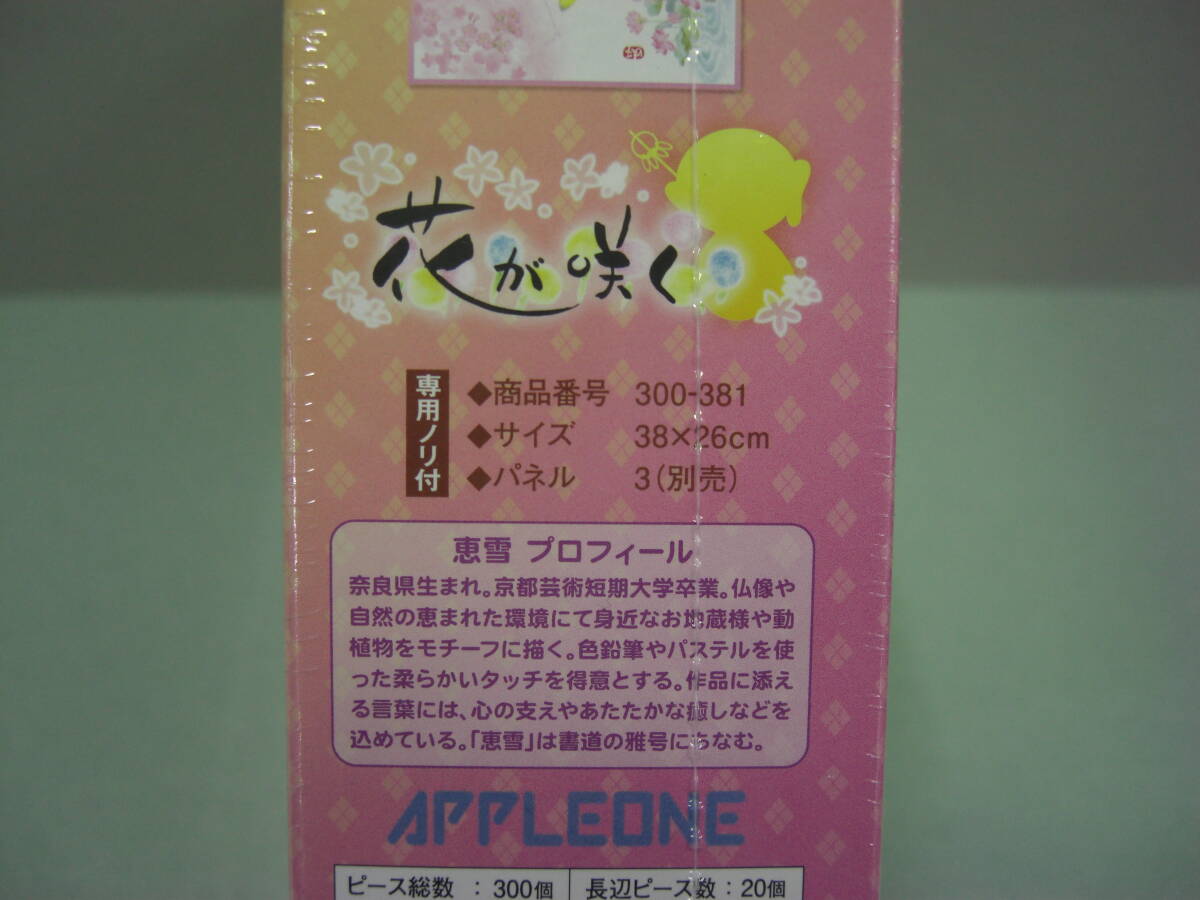 花が咲く
専用ノリ付
◆商品番号 300-381
◆サイズ 38×26cm
◆パネル 3(別売)
恵雪 プロフィール
奈良県生まれ。京都芸術短期大学卒業。仏像や
自然の恵まれた環境にて身近なお地蔵様や動
植物をモチーフに描く。色鉛筆やパステルを使
った柔らかいタッチを得意とする。作品に添え
る言葉には、心の支えやあたたかな癒しなどを
込めている。「恵雪」は書道の雅号にちなむ。
APPLEONE
ピース総数 : 300個 長辺ピース数 : 20個